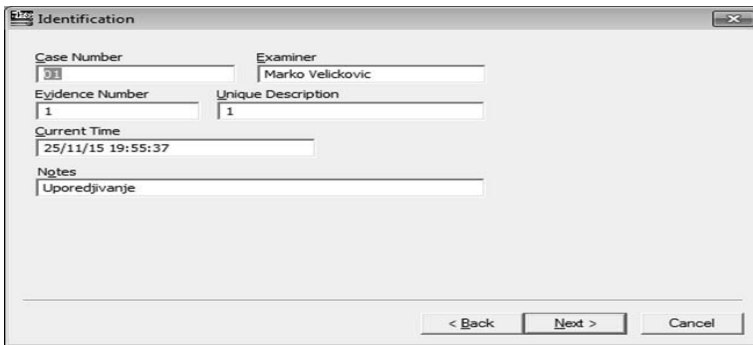 Identification
Case Number Examiner
01 Marko Velickovic
Evidence Number Unique Description
1 1
Current Time
25/11/15 19:55:37
Notes
Uporedjivanje
< Back Next > Cancel